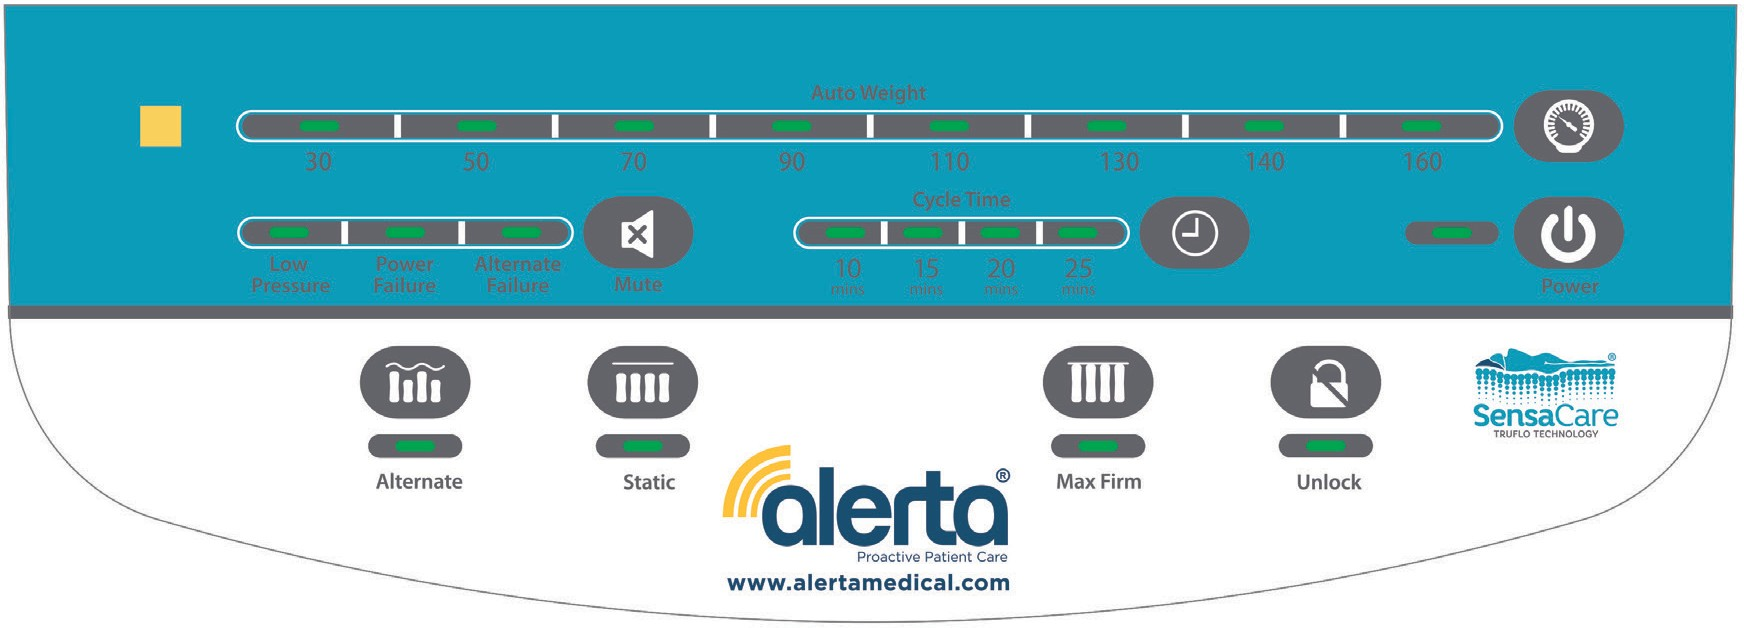 Auto Weight
30 50 70 90 110 130 140 160
Cycle Time
Low Pressure
Power Failure
Alternate Failure
Mute
10 mins
15 mins
20 mins
25 mins
Power
Alternate
Static
Max Firm
Unlock
SensaCare®
TRUFLO TECHNOLOGY
alerta®
Proactive Patient Care
www.alertamedical.com